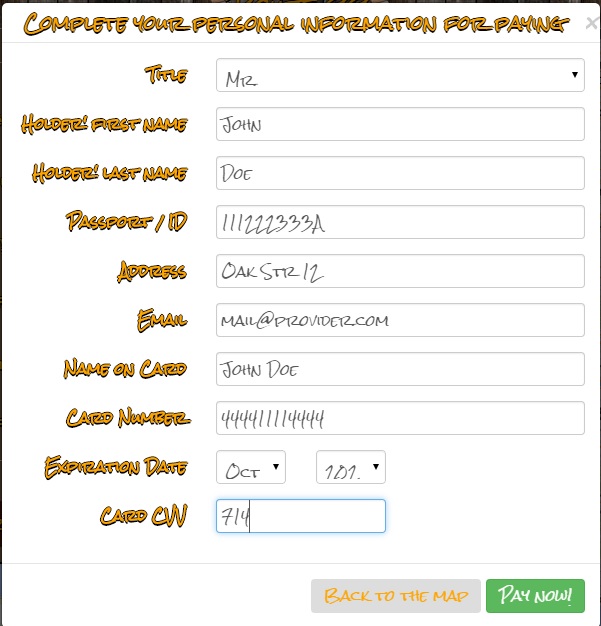 Complete your personal information for paying ×
Title Mr.
Holder' first name John
Holder' last name Doe
Passport / ID 111222333A
Address Oak Str 12
Email mail@provider.com
Name on Card John Doe
Card Number 444411114444
Expiration Date Oct
Card CVV 714
Back to the map Pay now!